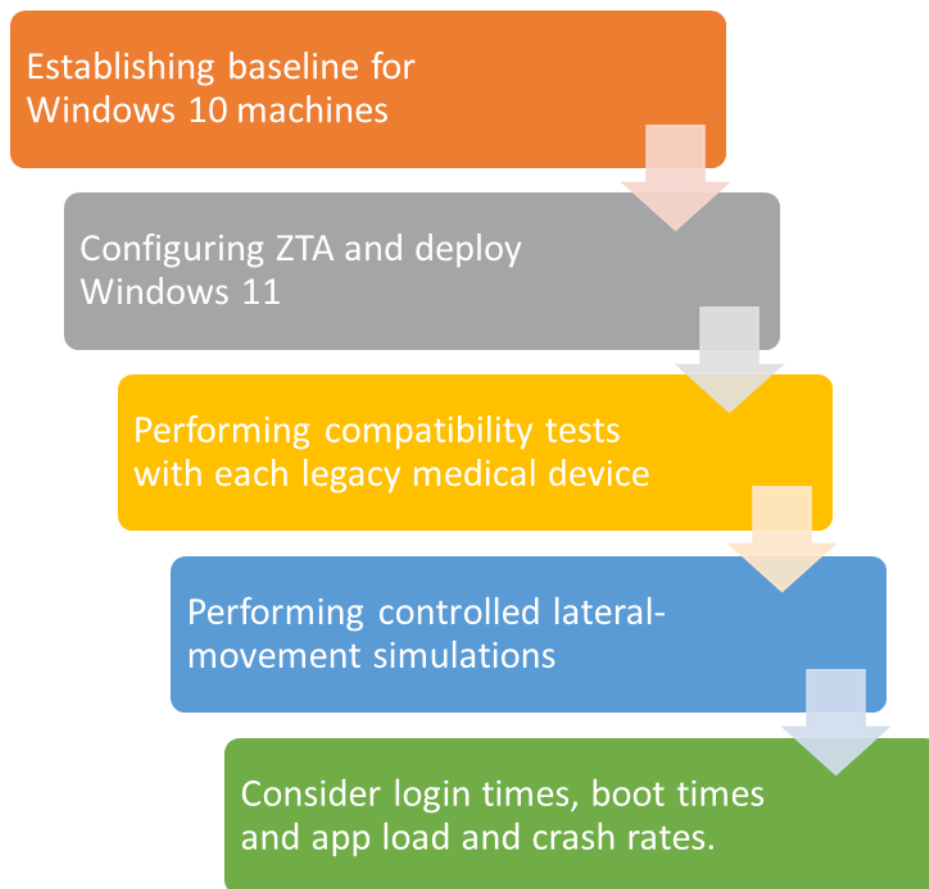 Establishing baseline for
Windows 10 machines
Configuring ZTA and deploy
Windows 11
Performing compatibility tests
with each legacy medical device
Performing controlled lateral-
movement simulations
Consider login times, boot times
and app load and crash rates.